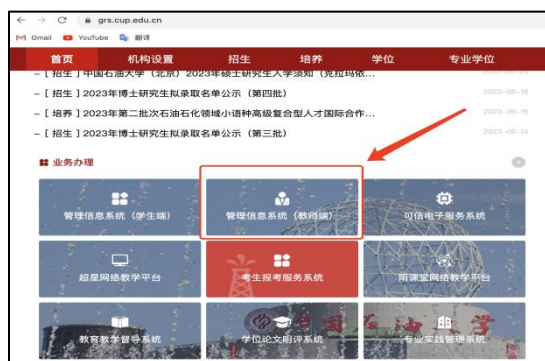 grs.cup.edu.cn
Gmail YouTube 翻译
首页 机构设置 招生 培养 学位 专业学位
- [ 招生 ] 中国石油大学（北京）2023年硕士研究生入学须知（克拉玛依...
- [ 招生 ] 2023年博士研究生拟录取名单公示（第四批） 2023-06-16
- [ 培养 ] 2023年第二批次石油石化领域小语种高级复合型人才国际合作... 2023-06-15
- [ 招生 ] 2023年博士研究生拟录取名单公示（第三批） 2023-06-14
业务办理
管理信息系统（学生端） 管理信息系统（教师端） 可信电子服务系统
超星网络教学平台 考生报考服务系统 雨课堂网络教学平台
教育教学督导系统 学位论文明评系统 专业实践管理系统